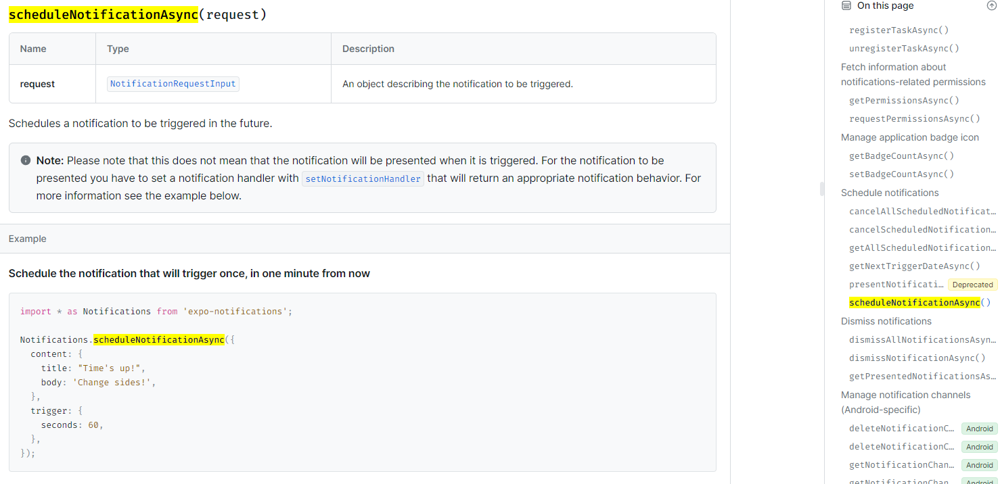 scheduleNotificationAsync(request)
Name Type Description
request NotificationRequestInput An object describing the notification to be triggered.
Schedules a notification to be triggered in the future.
Note: Please note that this does not mean that the notification will be presented when it is triggered. For the notification to be
presented you have to set a notification handler with setNotificationHandler that will return an appropriate notification behavior. For
more information see the example below.
Example
Schedule the notification that will trigger once, in one minute from now
import * as Notifications from 'expo-notifications';
Notifications.scheduleNotificationAsync({
content: {
title: "Time's up!",
body: 'Change sides!',
},
trigger: {
seconds: 60,
},
});
On this page
registerTaskAsync()
unregisterTaskAsync()
Fetch information about
notifications-related permissions
getPermissionsAsync()
requestPermissionsAsync()
Manage application badge icon
getBadgeCountAsync()
setBadgeCountAsync()
Schedule notifications
cancelAllScheduledNotificat…
cancelScheduledNotification…
getAllScheduledNotification…
getNextTriggerDateAsync()
presentNotificati… Deprecated
scheduleNotificationAsync()
Dismiss notifications
dismissAllNotificationsAsyn…
dismissNotificationAsync()
getPresentedNotificationsAs…
Manage notification channels
(Android-specific)
deleteNotificationC… Android
deleteNotificationC… Android
getNotificationChan… Android
getNotificationChan… Android